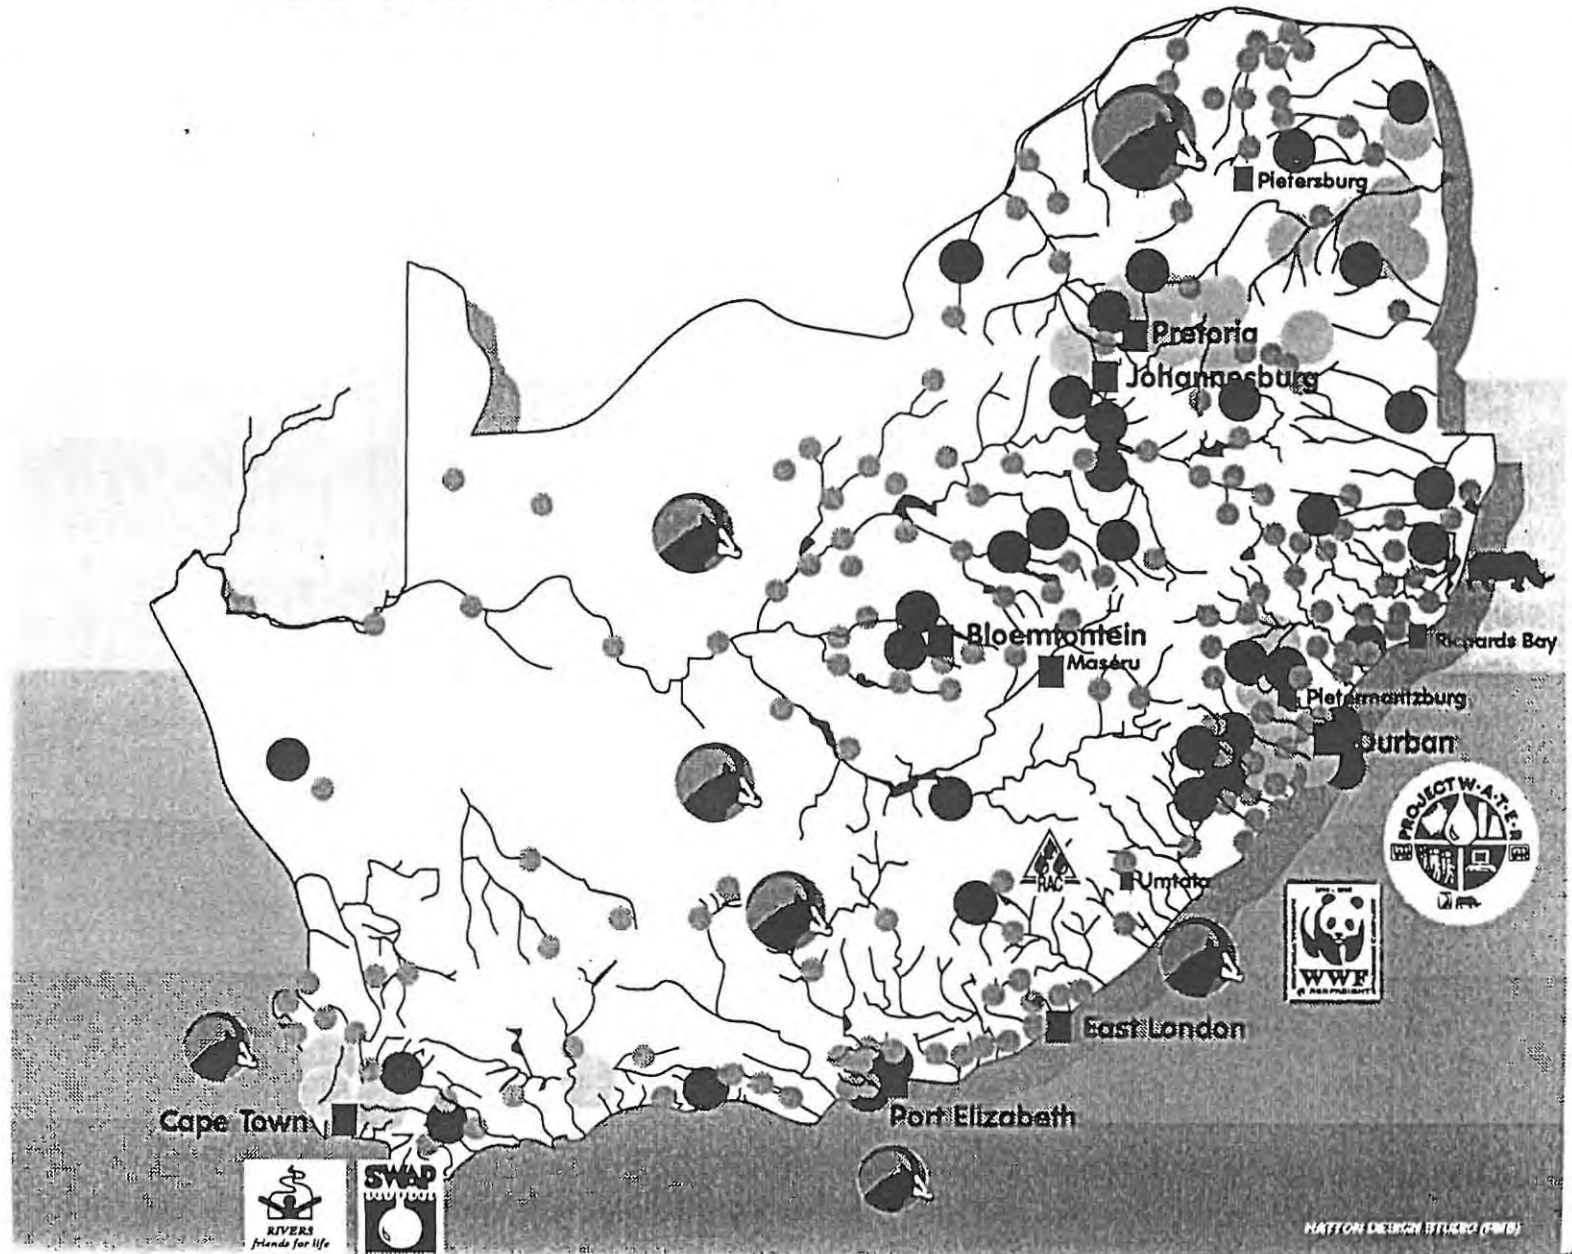 Pietersburg
Pretoria
Johannesburg
Bloemfontein
Maseru
Richards Bay
Pietermaritzburg
Durban
PROJECT W·A·T·E·R
RAC
Umtata
WWF
East London
Cape Town
Port Elizabeth
RIVERS
friends for life
SWAP
HATTON DESIGN STUDIO (PMB)